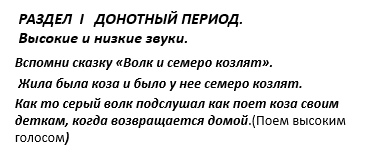 РАЗДЕЛ I ДОНОТНЫЙ ПЕРИОД.
Высокие и низкие звуки.
Вспомни сказку «Волк и семеро козлят».
Жила была коза и было у нее семеро козлят.
Как то серый волк подслушал как поет коза своим
деткам, когда возвращается домой.(Поем высоким
голосом)